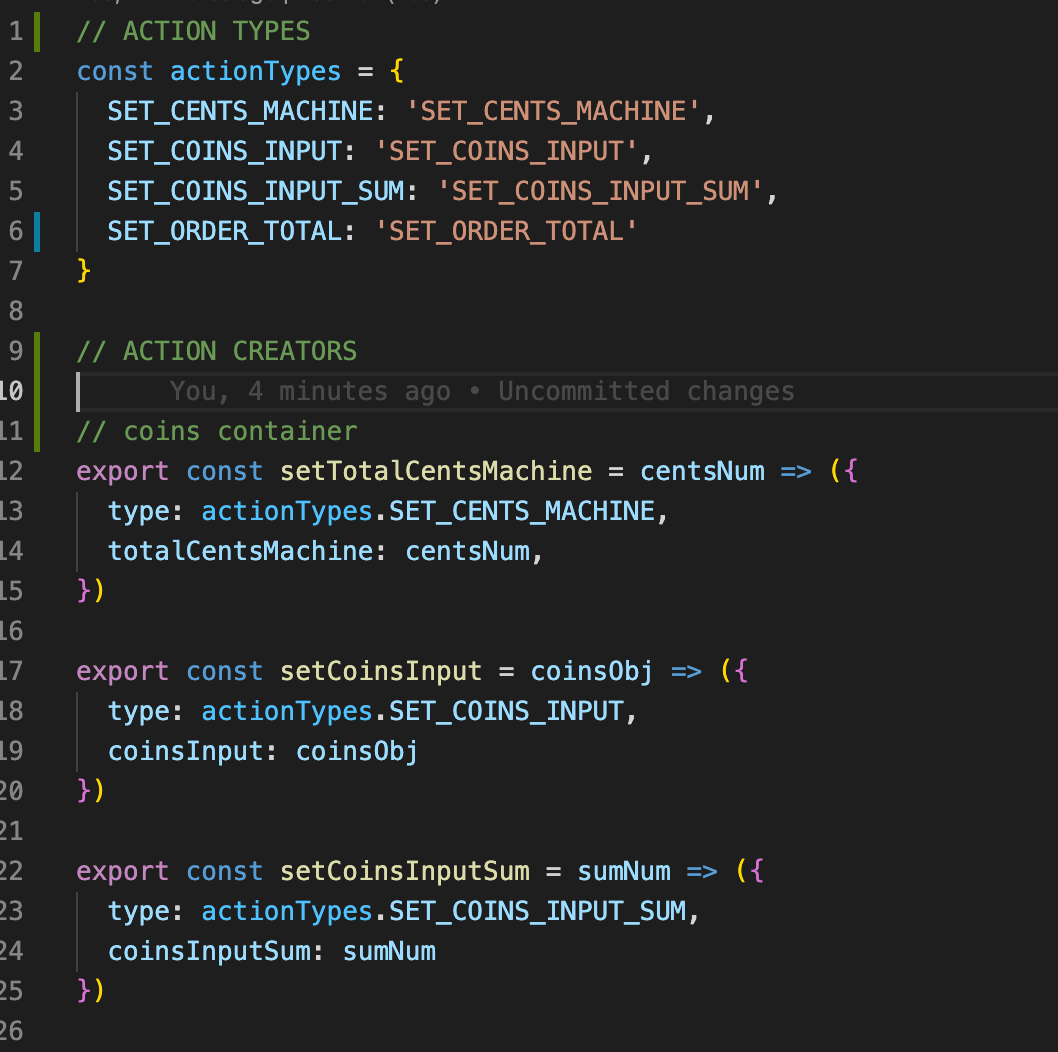 1 // ACTION TYPES
2 const actionTypes = {
3 SET_CENTS_MACHINE: 'SET_CENTS_MACHINE',
4 SET_COINS_INPUT: 'SET_COINS_INPUT',
5 SET_COINS_INPUT_SUM: 'SET_COINS_INPUT_SUM',
6 SET_ORDER_TOTAL: 'SET_ORDER_TOTAL'
7 }
8
9 // ACTION CREATORS
10 You, 4 minutes ago • Uncommitted changes
11 // coins container
12 export const setTotalCentsMachine = centsNum => ({
13 type: actionTypes.SET_CENTS_MACHINE,
14 totalCentsMachine: centsNum,
15 })
16
17 export const setCoinsInput = coinsObj => ({
18 type: actionTypes.SET_COINS_INPUT,
19 coinsInput: coinsObj
20 })
21
22 export const setCoinsInputSum = sumNum => ({
23 type: actionTypes.SET_COINS_INPUT_SUM,
24 coinsInputSum: sumNum
25 })
26